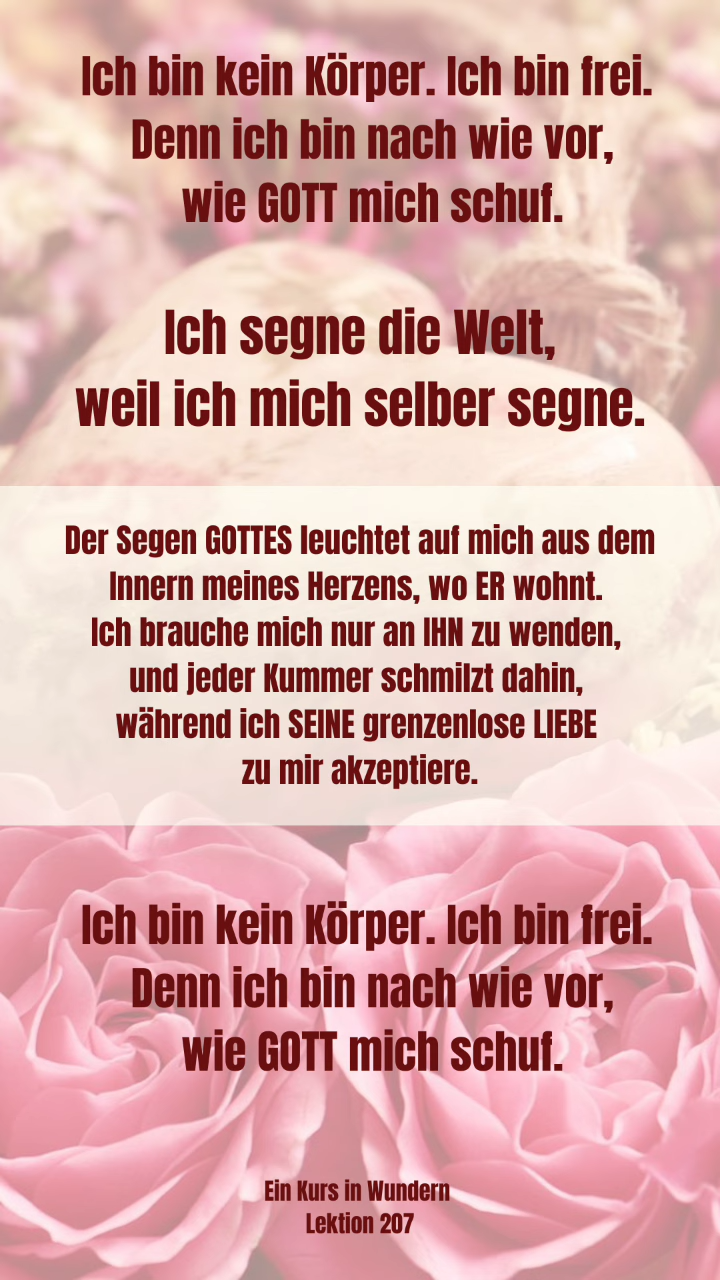 Ich bin kein Körper. Ich bin frei.
Denn ich bin nach wie vor,
wie GOTT mich schuf.
Ich segne die Welt,
weil ich mich selber segne.
Der Segen GOTTES leuchtet auf mich aus dem
Innern meines Herzens, wo ER wohnt.
Ich brauche mich nur an IHN zu wenden,
und jeder Kummer schmilzt dahin,
während ich SEINE grenzenlose LIEBE
zu mir akzeptiere.
Ich bin kein Körper. Ich bin frei.
Denn ich bin nach wie vor,
wie GOTT mich schuf.
Ein Kurs in Wundern
Lektion 207